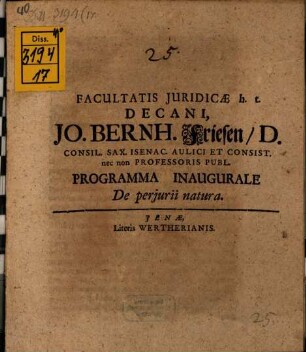 Diss.
3194
17
25.
FACULTATIS JURIDICÆ h. t.
DECANI,
JO. BERNH. Friesen/ D.
CONSIL. SAX. ISENAC. AULICI ET CONSIST.
nec non PROFESSORIS PUBL.
PROGRAMMA INAUGURALE
De perjurii natura.
JENÆ,
Literis WERTHERIANIS.